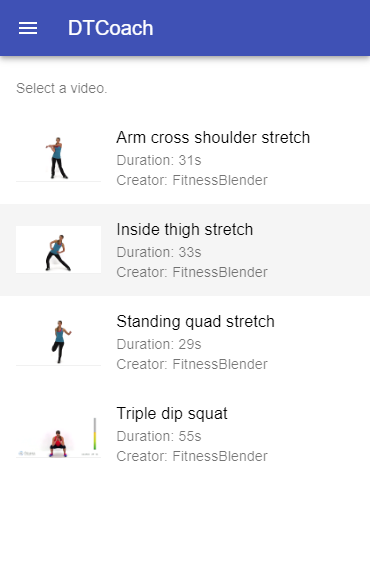 DTCoach
Select a video.
Arm cross shoulder stretch
Duration: 31s
Creator: FitnessBlender
Inside thigh stretch
Duration: 33s
Creator: FitnessBlender
Standing quad stretch
Duration: 29s
Creator: FitnessBlender
Triple dip squat
Duration: 55s
Creator: FitnessBlender